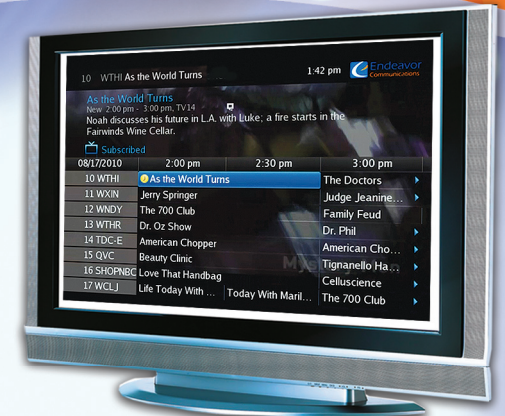 10 WTHI As the World Turns 1:42 pm Endeavor
Communications
As the World Turns
New 2:00 pm - 3:00 pm, TV14
Noah discusses his future in L.A. with Luke; a fire starts in the
Fairwinds Wine Cellar.
Subscribed
08/17/2010 2:00 pm 2:30 pm 3:00 pm
10 WTHI As the World Turns The Doctors
11 WXIN Jerry Springer Judge Jeanine...
12 WNDY The 700 Club Family Feud
13 WTHR Dr. Oz Show Dr. Phil
14 TDC-E American Chopper American Cho...
15 QVC Beauty Clinic Tignanello Ha...
16 SHOPNBC Love That Handbag Celluscience
17 WCLJ Life Today With ... Today With Maril... The 700 Club